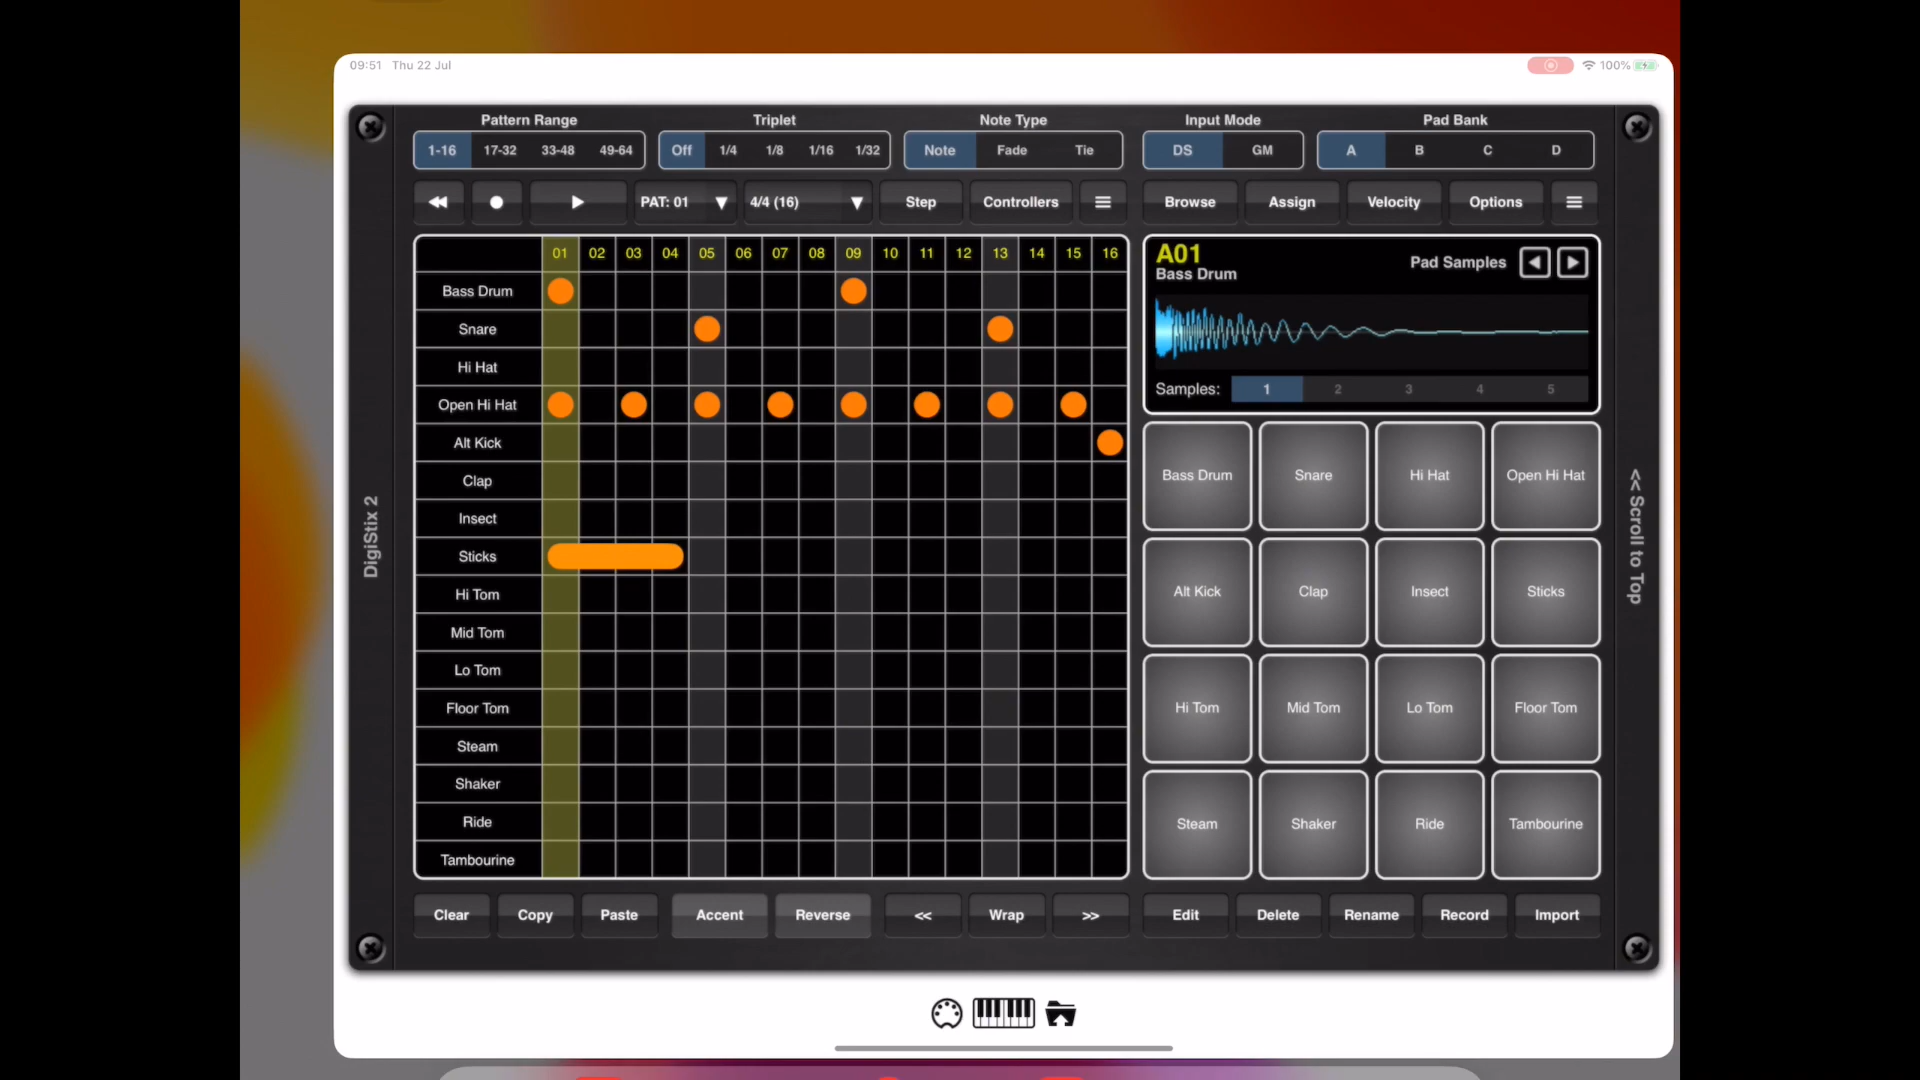 09:51 Thu 22 Jul
100%
Pattern Range
Triplet
Note Type
Input Mode
Pad Bank
1-16 17-32 33-48 49-64
Off 1/4 1/8 1/16 1/32
Note Fade Tie
DS GM
A B C D
PAT: 01
4/4 (16)
Step
Controllers
Browse
Assign
Velocity
Options
01 02 03 04 05 06 07 08 09 10 11 12 13 14 15 16
Bass Drum
Snare
Hi Hat
Open Hi Hat
Alt Kick
Clap
Insect
Sticks
Hi Tom
Mid Tom
Lo Tom
Floor Tom
Steam
Shaker
Ride
Tambourine
A01
Bass Drum
Pad Samples
Samples: 1 2 3 4 5
Bass Drum Snare Hi Hat Open Hi Hat
Alt Kick Clap Insect Sticks
Hi Tom Mid Tom Lo Tom Floor Tom
Steam Shaker Ride Tambourine
Clear Copy Paste Accent Reverse << Wrap >>
Edit Delete Rename Record Import
DigiStix 2
<< Scroll to Top